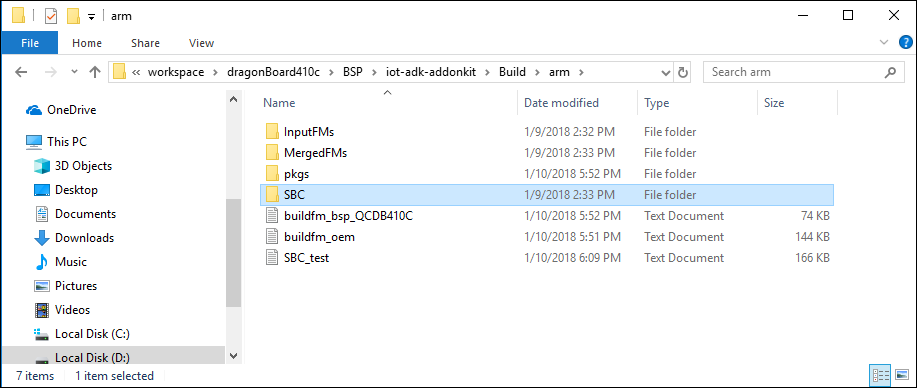 arm
File Home Share View
« workspace > dragonBoard410c > BSP > iot-adk-addonkit > Build > arm > Search arm
Name Date modified Type Size
OneDrive
This PC
3D Objects
Desktop
Documents
Downloads
Music
Pictures
Videos
Local Disk (C:)
Local Disk (D:)
InputFMs 1/9/2018 2:32 PM File folder
MergedFMs 1/9/2018 2:33 PM File folder
pkgs 1/10/2018 5:52 PM File folder
SBC 1/9/2018 2:33 PM File folder
buildfm_bsp_QCDB410C 1/10/2018 5:52 PM Text Document 74 KB
buildfm_oem 1/10/2018 5:51 PM Text Document 144 KB
SBC_test 1/10/2018 6:09 PM Text Document 166 KB
7 items 1 item selected